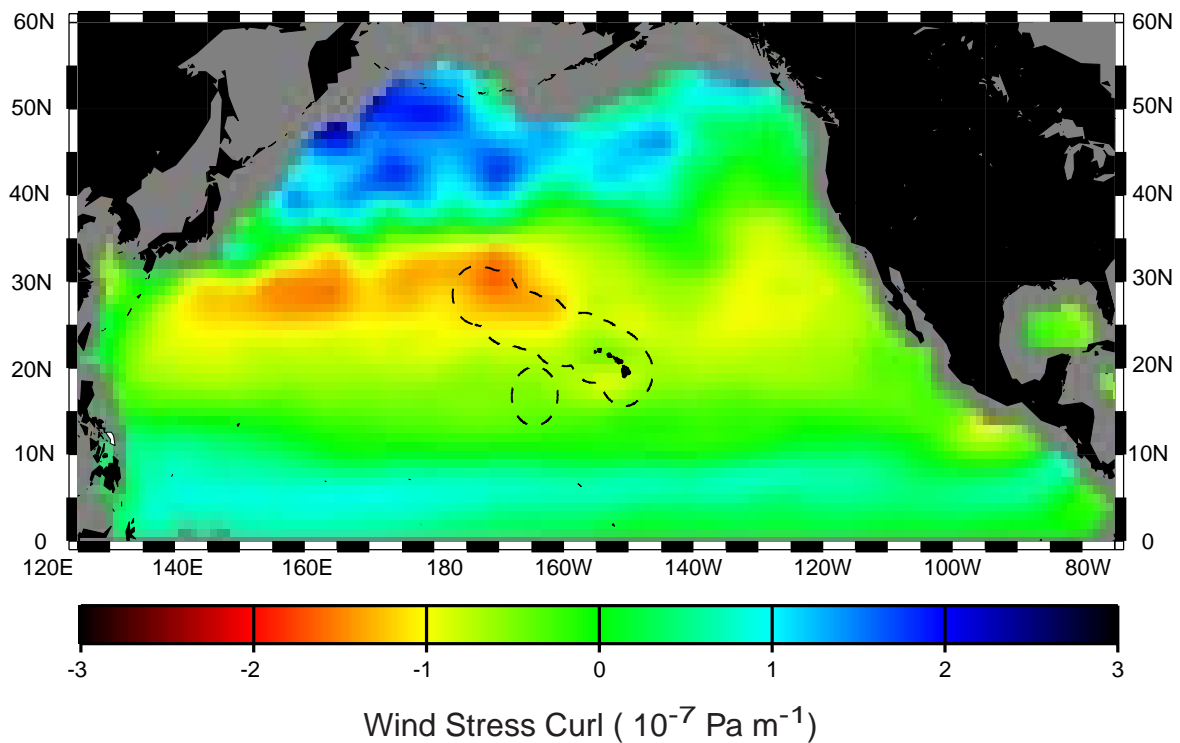 60N 60N
50N 50N
40N 40N
30N 30N
20N 20N
10N 10N
0 0
120E 140E 160E 180 160W 140W 120W 100W 80W
-3 -2 -1 0 1 2 3
Wind Stress Curl ( 10⁻⁷ Pa m⁻¹)